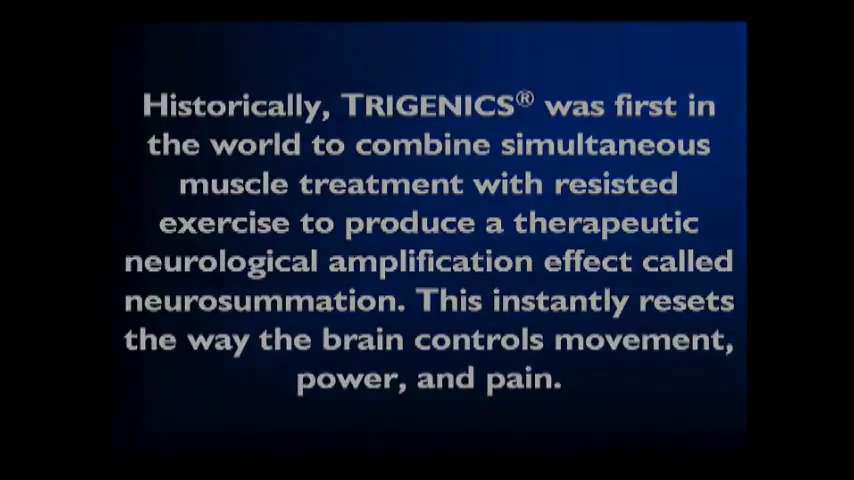 Historically, TRIGENICS® was first in
the world to combine simultaneous
muscle treatment with resisted
exercise to produce a therapeutic
neurological amplification effect called
neurosummation. This instantly resets
the way the brain controls movement,
power, and pain.